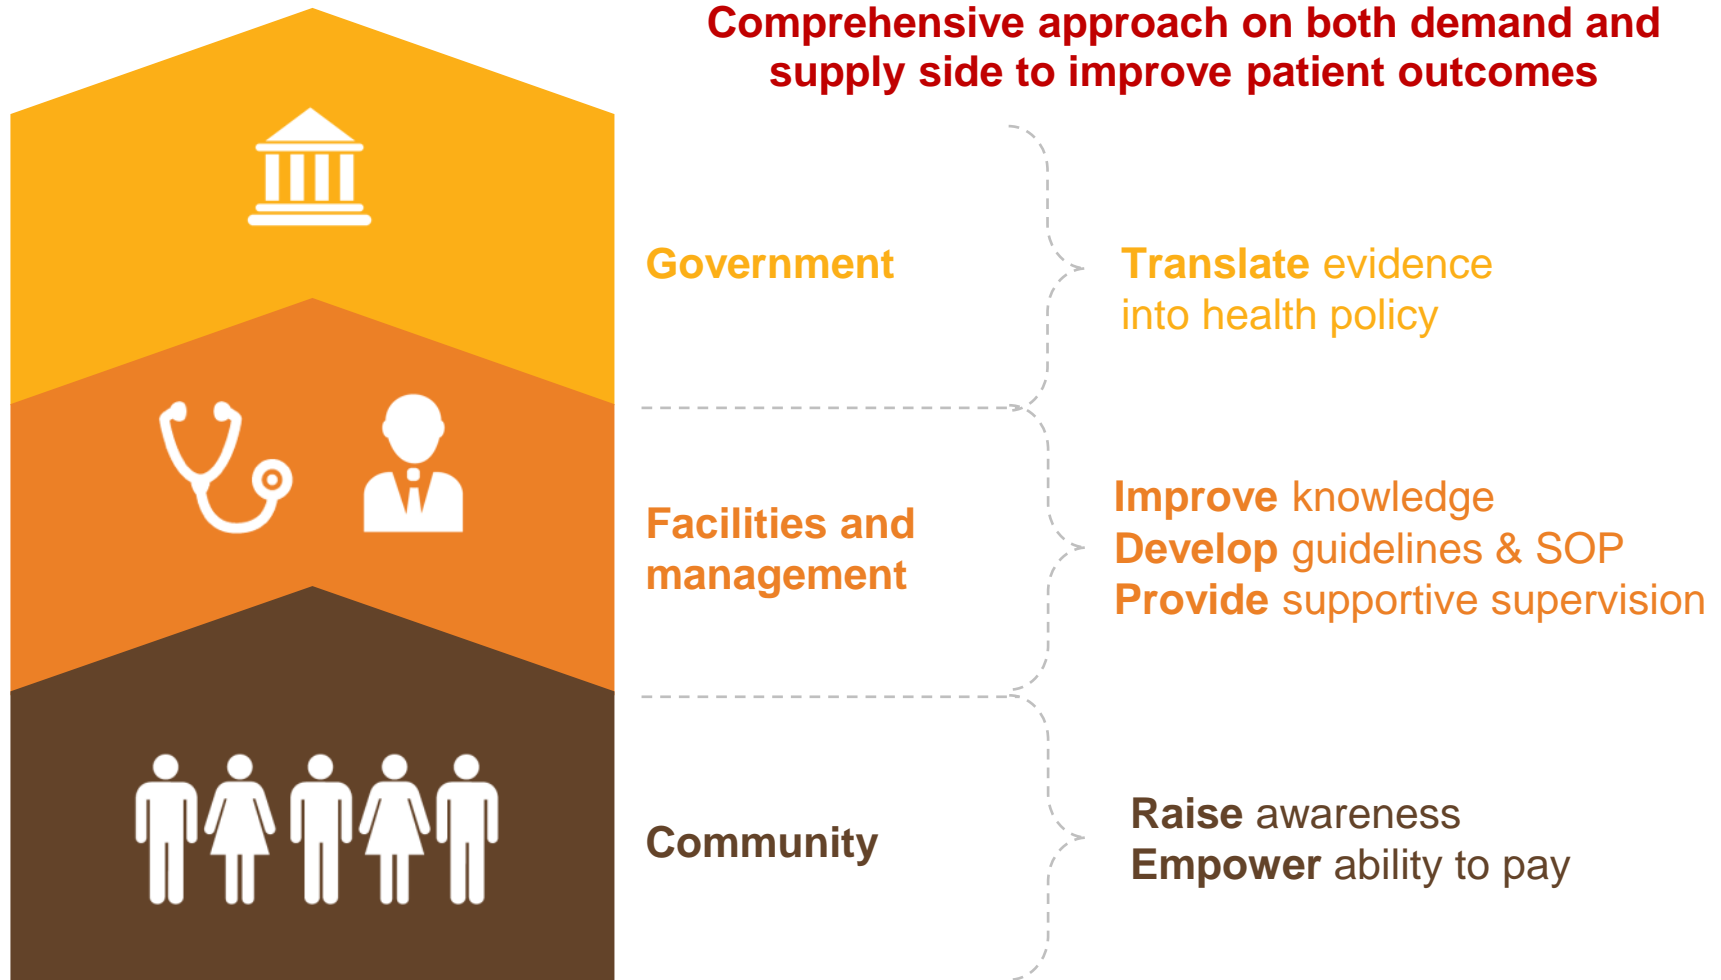 Comprehensive approach on both demand and
supply side to improve patient outcomes
Government
Translate evidence
into health policy
Facilities and
management
Improve knowledge
Develop guidelines & SOP
Provide supportive supervision
Community
Raise awareness
Empower ability to pay